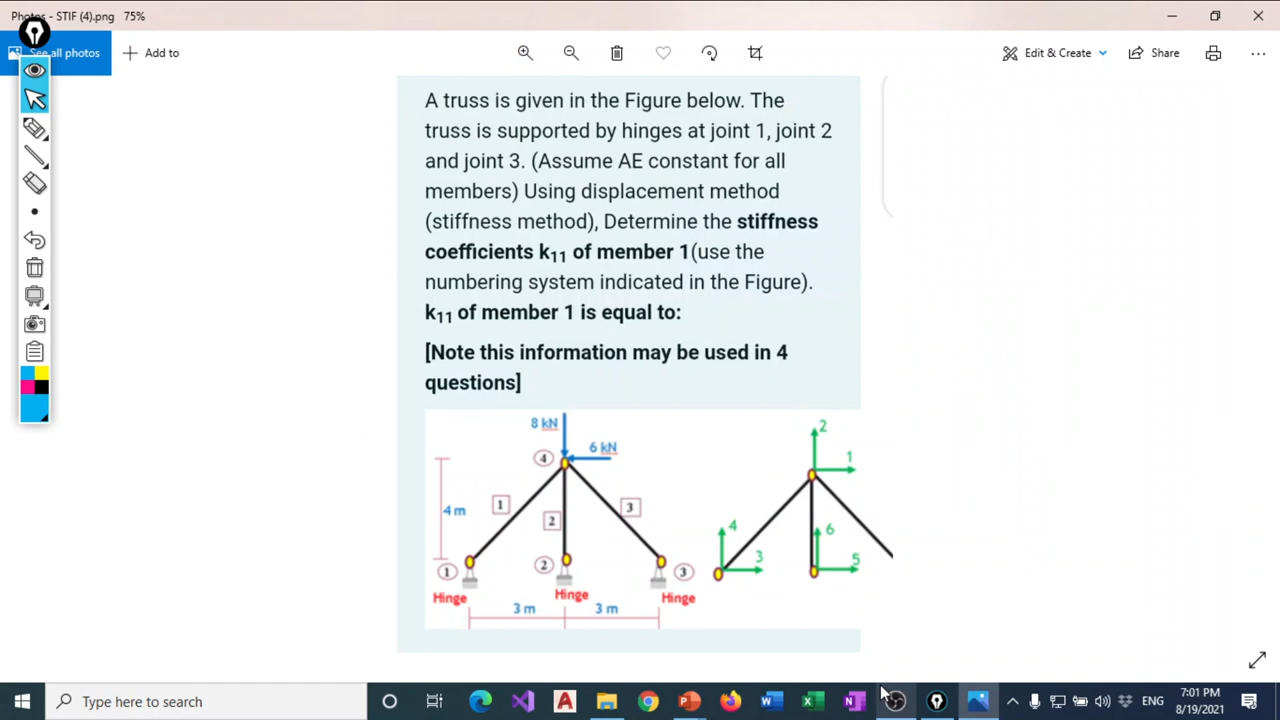 Photos - STIF (4).png 75%
See all photos
Add to
Edit & Create
Share
A truss is given in the Figure below. The
truss is supported by hinges at joint 1, joint 2
and joint 3. (Assume AE constant for all
members) Using displacement method
(stiffness method), Determine the stiffness
coefficients k11 of member 1(use the
numbering system indicated in the Figure).
k11 of member 1 is equal to:
[Note this information may be used in 4
questions]
8 kN
6 kN
4
4 m
1
2
3
1
2
3
Hinge
Hinge
Hinge
3 m
3 m
2
1
4
3
6
5
Type here to search
ENG
7:01 PM
8/19/2021